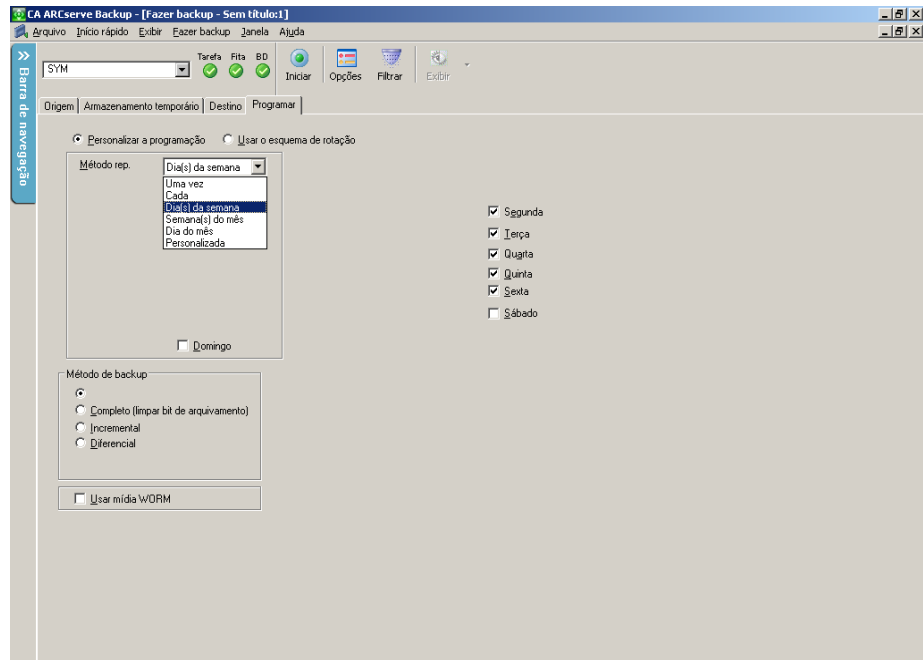 CA ARCserve Backup - [Fazer backup - Sem título:1]
Arquivo Início rápido Exibir Fazer backup Janela Ajuda
Barra de navegação
SYM
Tarefa Fita BD
Iniciar Opções Filtrar Exibir
Origem Armazenamento temporário Destino Programar
Personalizar a programação Usar o esquema de rotação
Método rep. Dia(s) da semana
Uma vez
Cada
Dia(s) da semana
Semana(s) do mês
Dia do mês
Personalizada
Segunda
Terça
Quarta
Quinta
Sexta
Sábado
Domingo
Método de backup
Completo (limpar bit de arquivamento)
Incremental
Diferencial
Usar mídia WORM